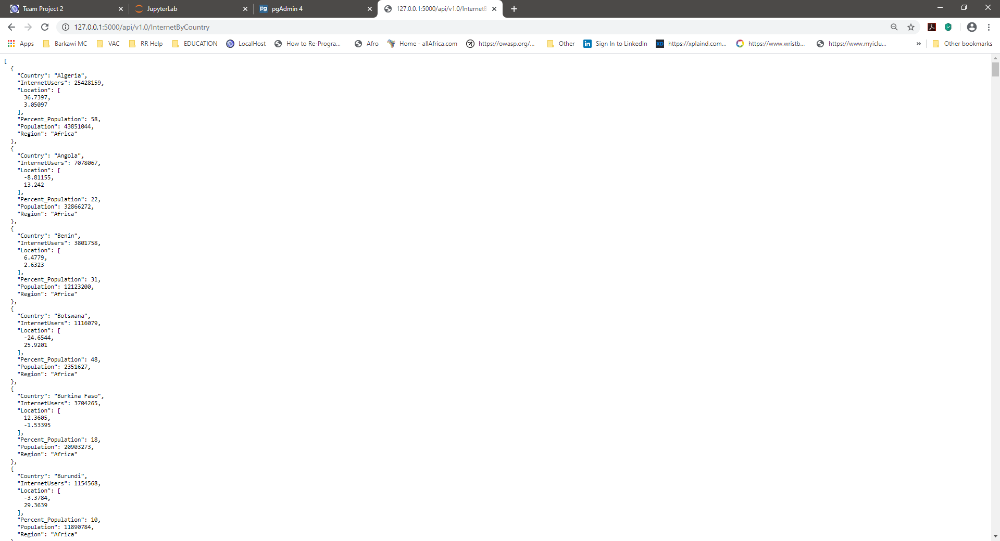 Team Project 2
JupyterLab
pgAdmin 4
127.0.0.1:5000/api/v1.0/InternetB
127.0.0.1:5000/api/v1.0/InternetByCountry
Apps
Barkawi MC
VAC
RR Help
EDUCATION
LocalHost
How to Re-Progra...
Afro
Home - allAfrica.com
https://owasp.org/...
Other
Sign In to LinkedIn
https://xplaind.com...
https://www.wristb...
https://www.myiclu...
»
Other bookmarks
[
{
"Country": "Algeria",
"InternetUsers": 25428159,
"Location": [
36.7397,
3.05097
],
"Percent_Population": 58,
"Population": 43851044,
"Region": "Africa"
},
{
"Country": "Angola",
"InternetUsers": 7078067,
"Location": [
-8.81155,
13.242
],
"Percent_Population": 22,
"Population": 32866272,
"Region": "Africa"
},
{
"Country": "Benin",
"InternetUsers": 3801758,
"Location": [
6.4779,
2.6323
],
"Percent_Population": 31,
"Population": 12123200,
"Region": "Africa"
},
{
"Country": "Botswana",
"InternetUsers": 1116079,
"Location": [
-24.6544,
25.9201
],
"Percent_Population": 48,
"Population": 2351627,
"Region": "Africa"
},
{
"Country": "Burkina Faso",
"InternetUsers": 3704265,
"Location": [
12.3605,
-1.53395
],
"Percent_Population": 18,
"Population": 20903273,
"Region": "Africa"
},
{
"Country": "Burundi",
"InternetUsers": 1154568,
"Location": [
-3.3784,
29.3639
],
"Percent_Population": 10,
"Population": 11890784,
"Region": "Africa"